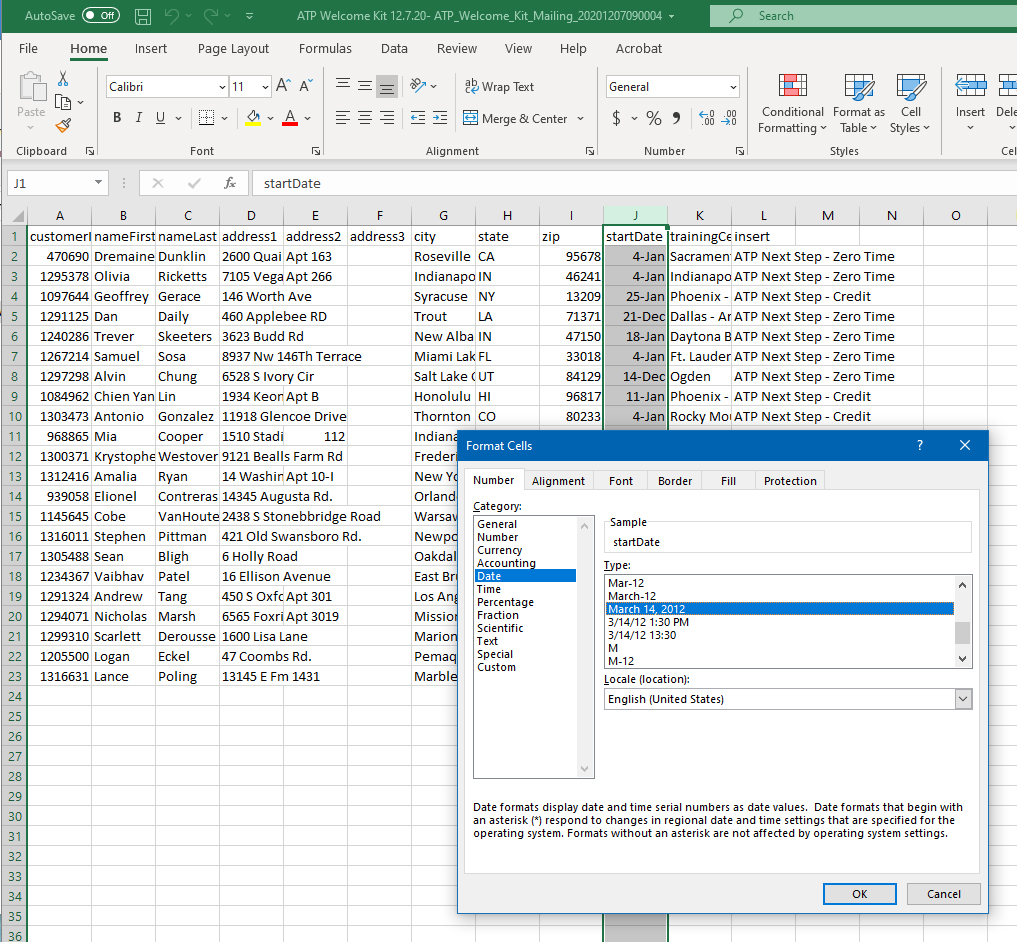 AutoSave Off ATP Welcome Kit 12.7.20- ATP_Welcome_Kit_Mailing_20201207090004 Search
File Home Insert Page Layout Formulas Data Review View Help Acrobat
Paste Calibri 11 Wrap Text General Conditional Format as Cell Insert
B I U Merge & Center $ % Formatting Table Styles
Clipboard Font Alignment Number Styles
J1 fx startDate
A B C D E F G H I J K L M N O
1 nameFirst nameLast address1 address2 address3 city state zip startDate insert
2 470690 Dremaine Dunklin 2600 Quai Apt 163 Roseville CA 95678 4-Jan Sacramen ATP Next Step - Zero Time
3 1295378 Olivia Ricketts 7105 Vega Apt 266 Indianapo IN 46241 4-Jan Indianapo ATP Next Step - Zero Time
4 1097644 Geoffrey Gerace 146 Worth Ave Syracuse NY 13209 25-Jan Phoenix - ATP Next Step - Credit
5 1291125 Dan Daily 460 Applebee RD Trout LA 71371 21-Dec Dallas - Ar ATP Next Step - Zero Time
6 1240286 Trever Skeeters 3623 Budd Rd New Alba IN 47150 18-Jan Daytona B ATP Next Step - Zero Time
7 1267214 Samuel Sosa 8937 Nw 146Th Terrace Miami Lak FL 33018 4-Jan Ft. Lauder ATP Next Step - Zero Time
8 1297298 Alvin Chung 6528 S Ivory Cir Salt Lake UT 84129 14-Dec Ogden ATP Next Step - Zero Time
9 1084962 Chien Yan Lin 1934 Keon Apt B Honolulu HI 96817 11-Jan Phoenix - ATP Next Step - Credit
10 1303473 Antonio Gonzalez 11918 Glencoe Drive Thornton CO 80233 4-Jan Rocky Mou ATP Next Step - Credit
11 968865 Mia Cooper 1510 Stadi 112 Indiana
12 1300371 Krystophe Westover 9121 Bealls Farm Rd Frederi
13 1312416 Amalia Ryan 14 Washin Apt 10-I New Yo
14 939058 Elionel Contreras 14345 Augusta Rd. Orland
15 1145645 Cobe VanHoute 2438 S Stonebbridge Road Warsaw
16 1316011 Stephen Pittman 421 Old Swansboro Rd. Newpo
17 1305488 Sean Bligh 6 Holly Road Oakdal
18 1234367 Vaibhav Patel 16 Ellison Avenue East Bru
19 1291324 Andrew Tang 450 S Oxfo Apt 301 Los Ang
20 1294071 Nicholas Marsh 6565 Foxri Apt 3019 Mission
21 1299310 Scarlett Derousse 1600 Lisa Lane Marion
22 1205500 Logan Eckel 47 Coombs Rd. Pemaq
23 1316631 Lance Poling 13145 E Fm 1431 Marble
24
25
26
27
28
29
30
31
32
33
34
35
36
Format Cells ?
Number Alignment Font Border Fill Protection
Category:
General
Number
Currency
Accounting
Date
Time
Percentage
Fraction
Scientific
Text
Special
Custom
Sample
startDate
Type:
Mar-12
March-12
March 14, 2012
3/14/12 1:30 PM
3/14/12 13:30
M
M-12
Locale (location):
English (United States)
Date formats display date and time serial numbers as date values. Date formats that begin with
an asterisk (*) respond to changes in regional date and time settings that are specified for the
operating system. Formats without an asterisk are not affected by operating system settings.
OK Cancel